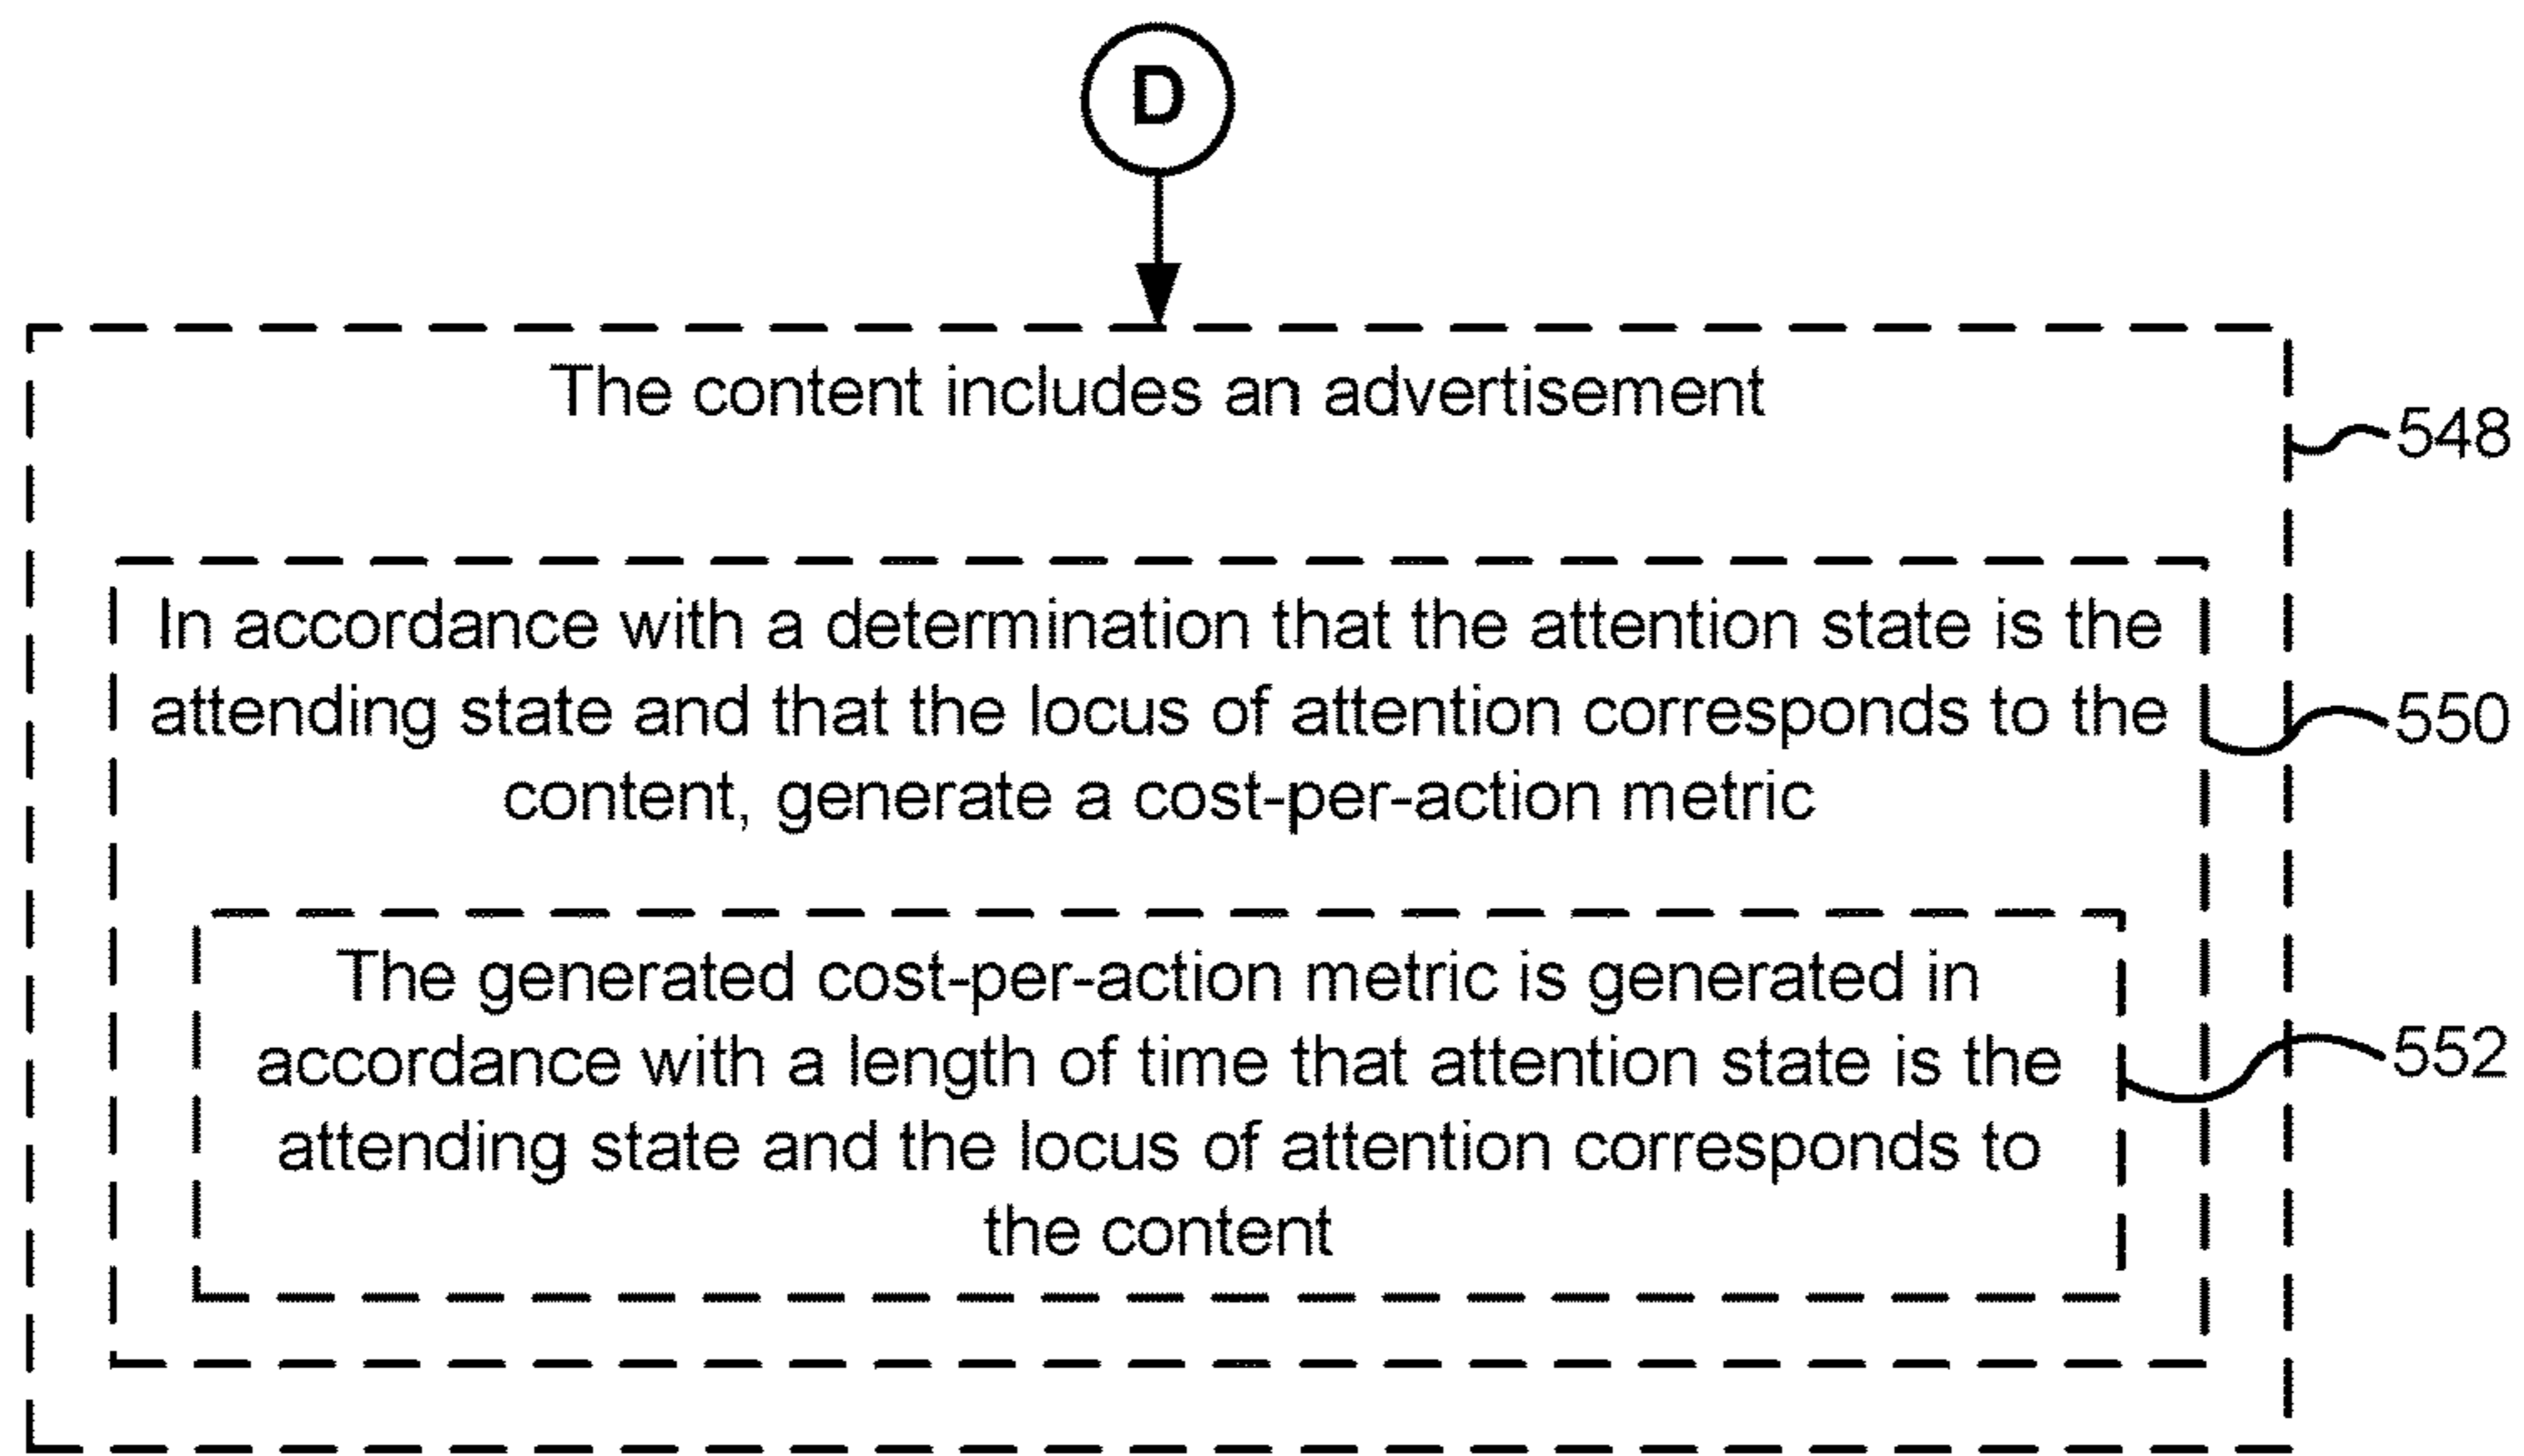 D
The content includes an advertisement
548
In accordance with a determination that the attention state is the
attending state and that the locus of attention corresponds to the
content, generate a cost-per-action metric
550
The generated cost-per-action metric is generated in
accordance with a length of time that attention state is the
attending state and the locus of attention corresponds to
the content
552